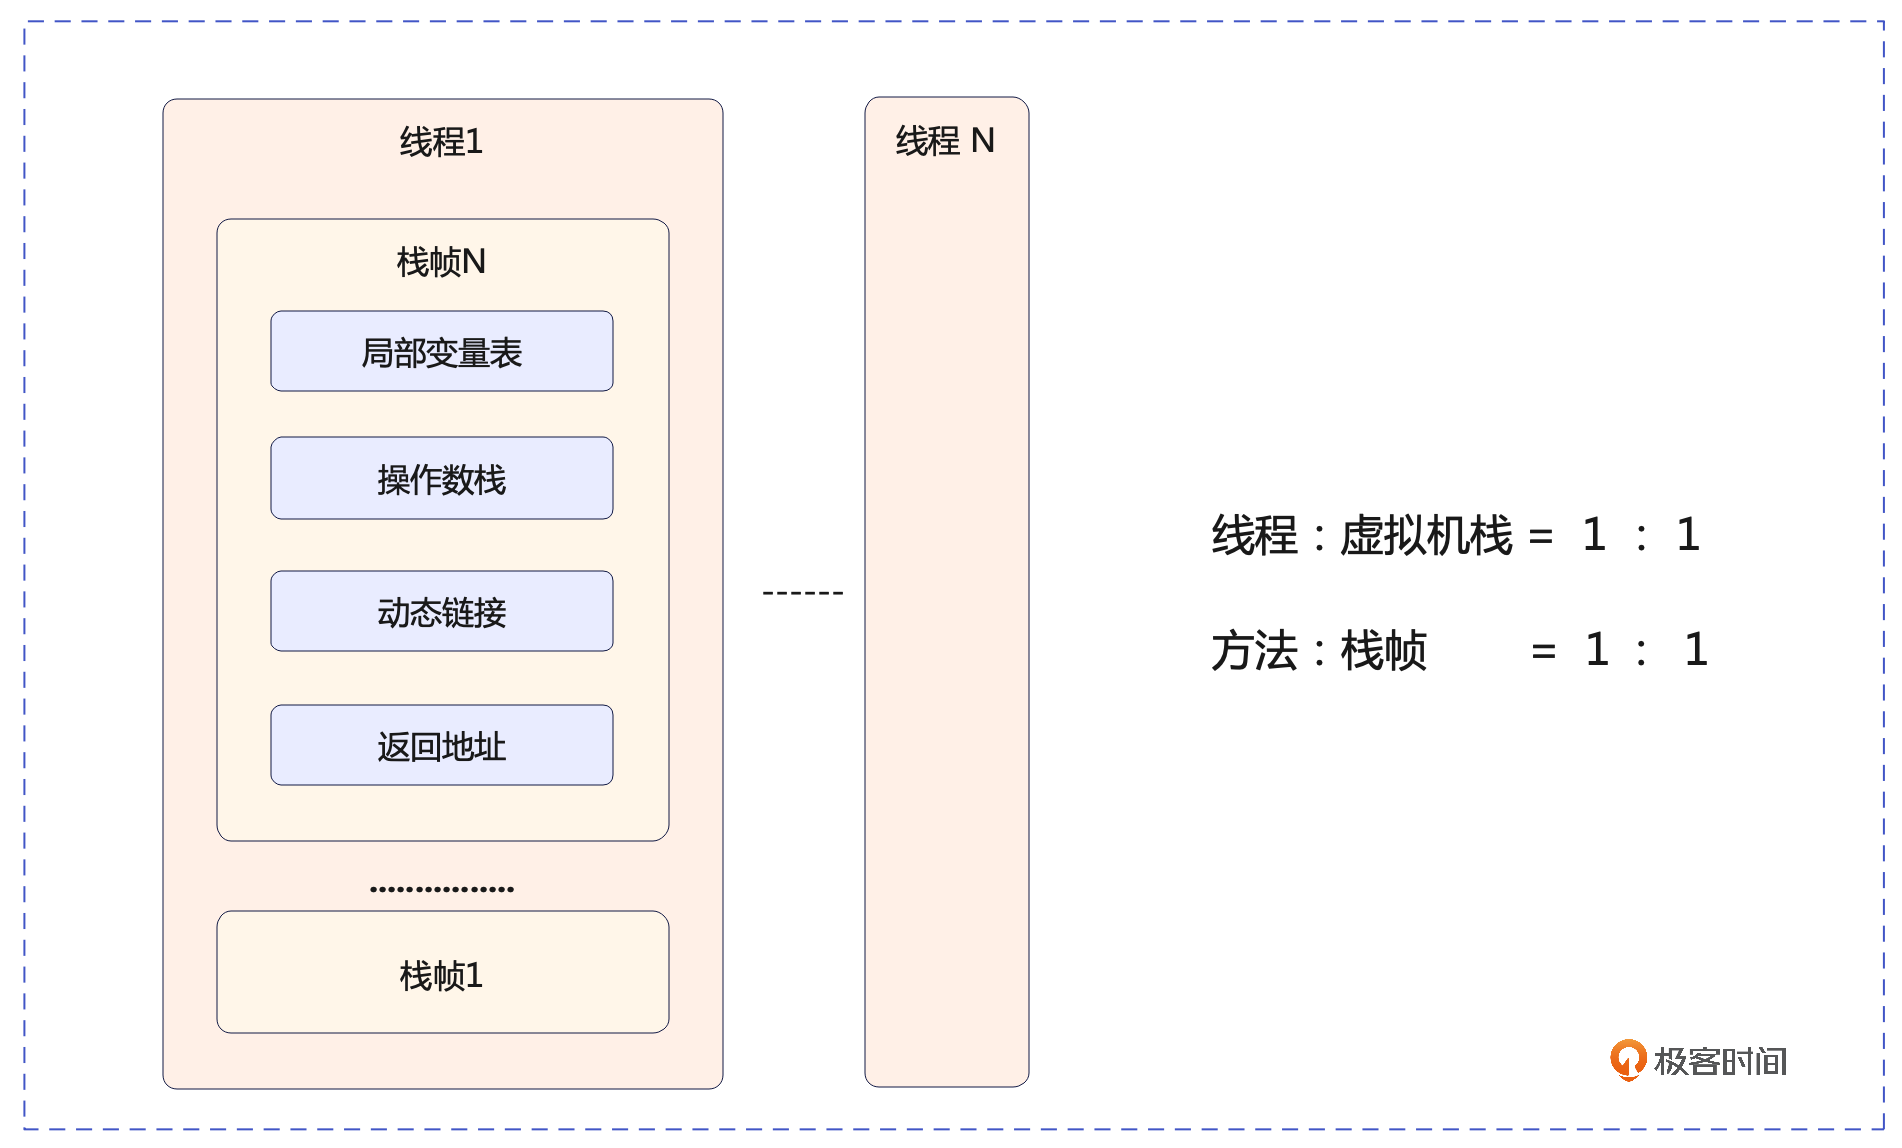 线程1
栈帧N
局部变量表
操作数栈
动态链接
返回地址
栈帧1
线程 N
线程：虚拟机栈 = 1 : 1
方法：栈帧 = 1 : 1
极客时间